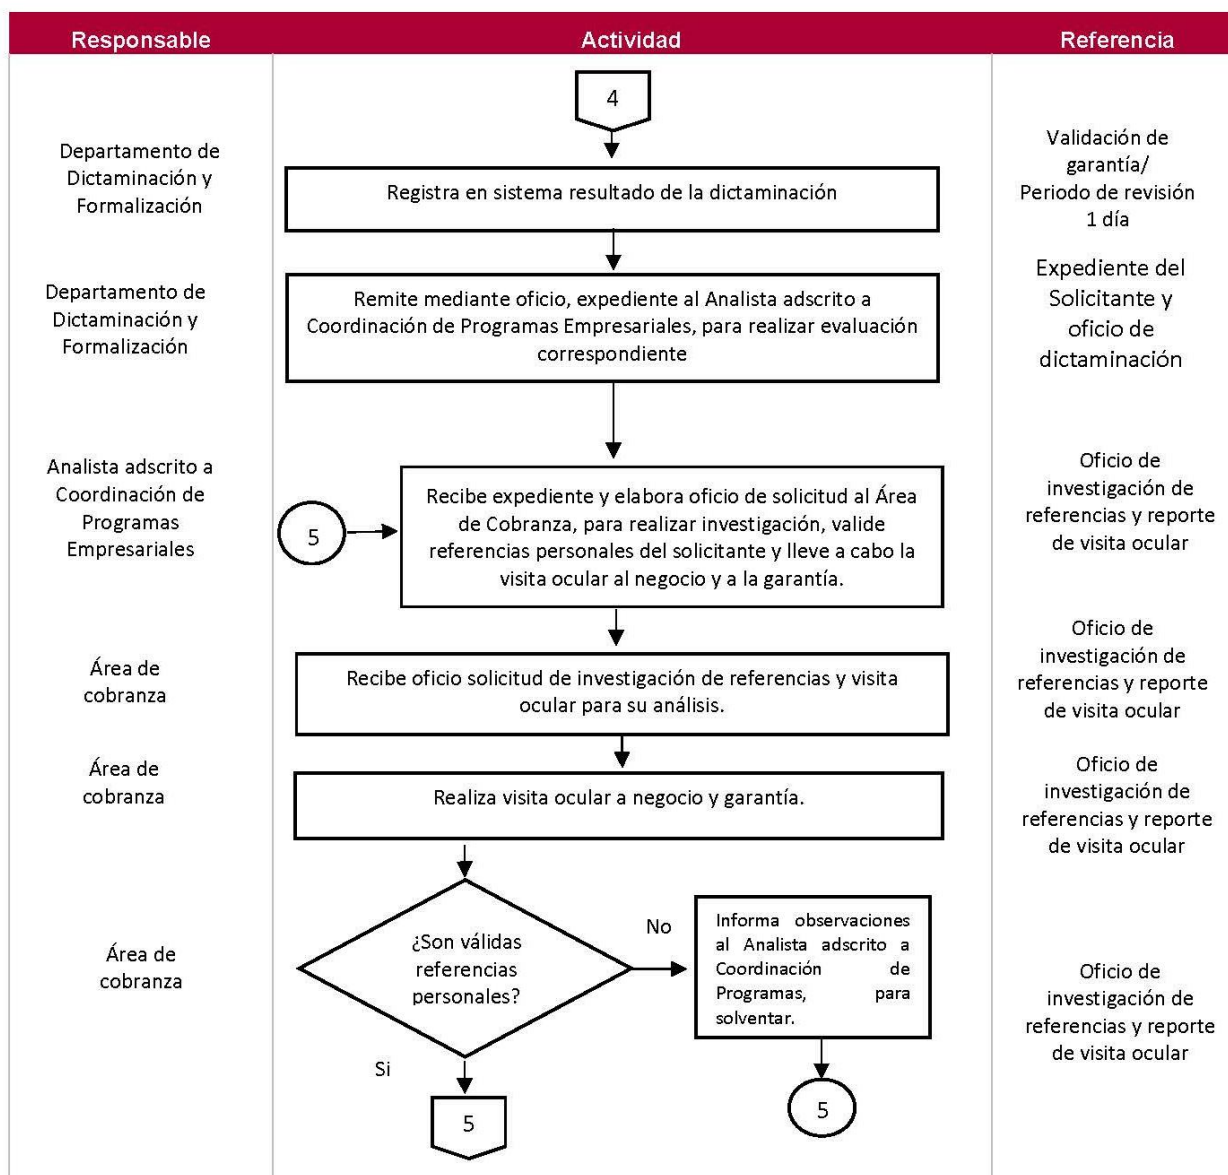 Responsable
Actividad
Referencia
4
Departamento de
Dictaminación y
Formalización
Registra en sistema resultado de la dictaminación
Validación de
garantía/
Periodo de revisión
1 día
Departamento de
Dictaminación y
Formalización
Remite mediante oficio, expediente al Analista adscrito a
Coordinación de Programas Empresariales, para realizar evaluación
correspondiente
Expediente del
Solicitante y
oficio de
dictaminación
Analista adscrito a
Coordinación de
Programas
Empresariales
5
Recibe expediente y elabora oficio de solicitud al Área
de Cobranza, para realizar investigación, valide
referencias personales del solicitante y lleve a cabo la
visita ocular al negocio y a la garantía.
Oficio de
investigación de
referencias y reporte
de visita ocular
Área de
cobranza
Recibe oficio solicitud de investigación de referencias y visita
ocular para su análisis.
Oficio de
investigación de
referencias y reporte
de visita ocular
Área de
cobranza
Realiza visita ocular a negocio y garantía.
Oficio de
investigación de
referencias y reporte
de visita ocular
Área de
cobranza
¿Son válidas
referencias
personales?
No
Informa observaciones
al Analista adscrito a
Coordinación de
Programas, para
solventar.
Oficio de
investigación de
referencias y reporte
de visita ocular
Si
5
5